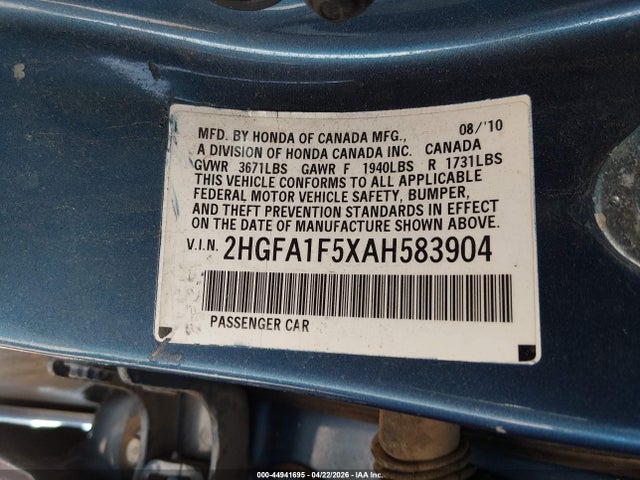 MFD. BY HONDA OF CANADA MFG., 08/'10
A DIVISION OF HONDA CANADA INC. CANADA
GVWR 3671LBS GAWR F 1940LBS R 1731LBS
THIS VEHICLE CONFORMS TO ALL APPLICABLE
FEDERAL MOTOR VEHICLE SAFETY, BUMPER,
AND THEFT PREVENTION STANDARDS IN EFFECT
ON THE DATE OF MANUFACTURE SHOWN ABOVE.
V.I.N. 2HGFA1F5XAH583904
PASSENGER CAR
000-44941695 - 04/22/2026 - © IAA Inc.